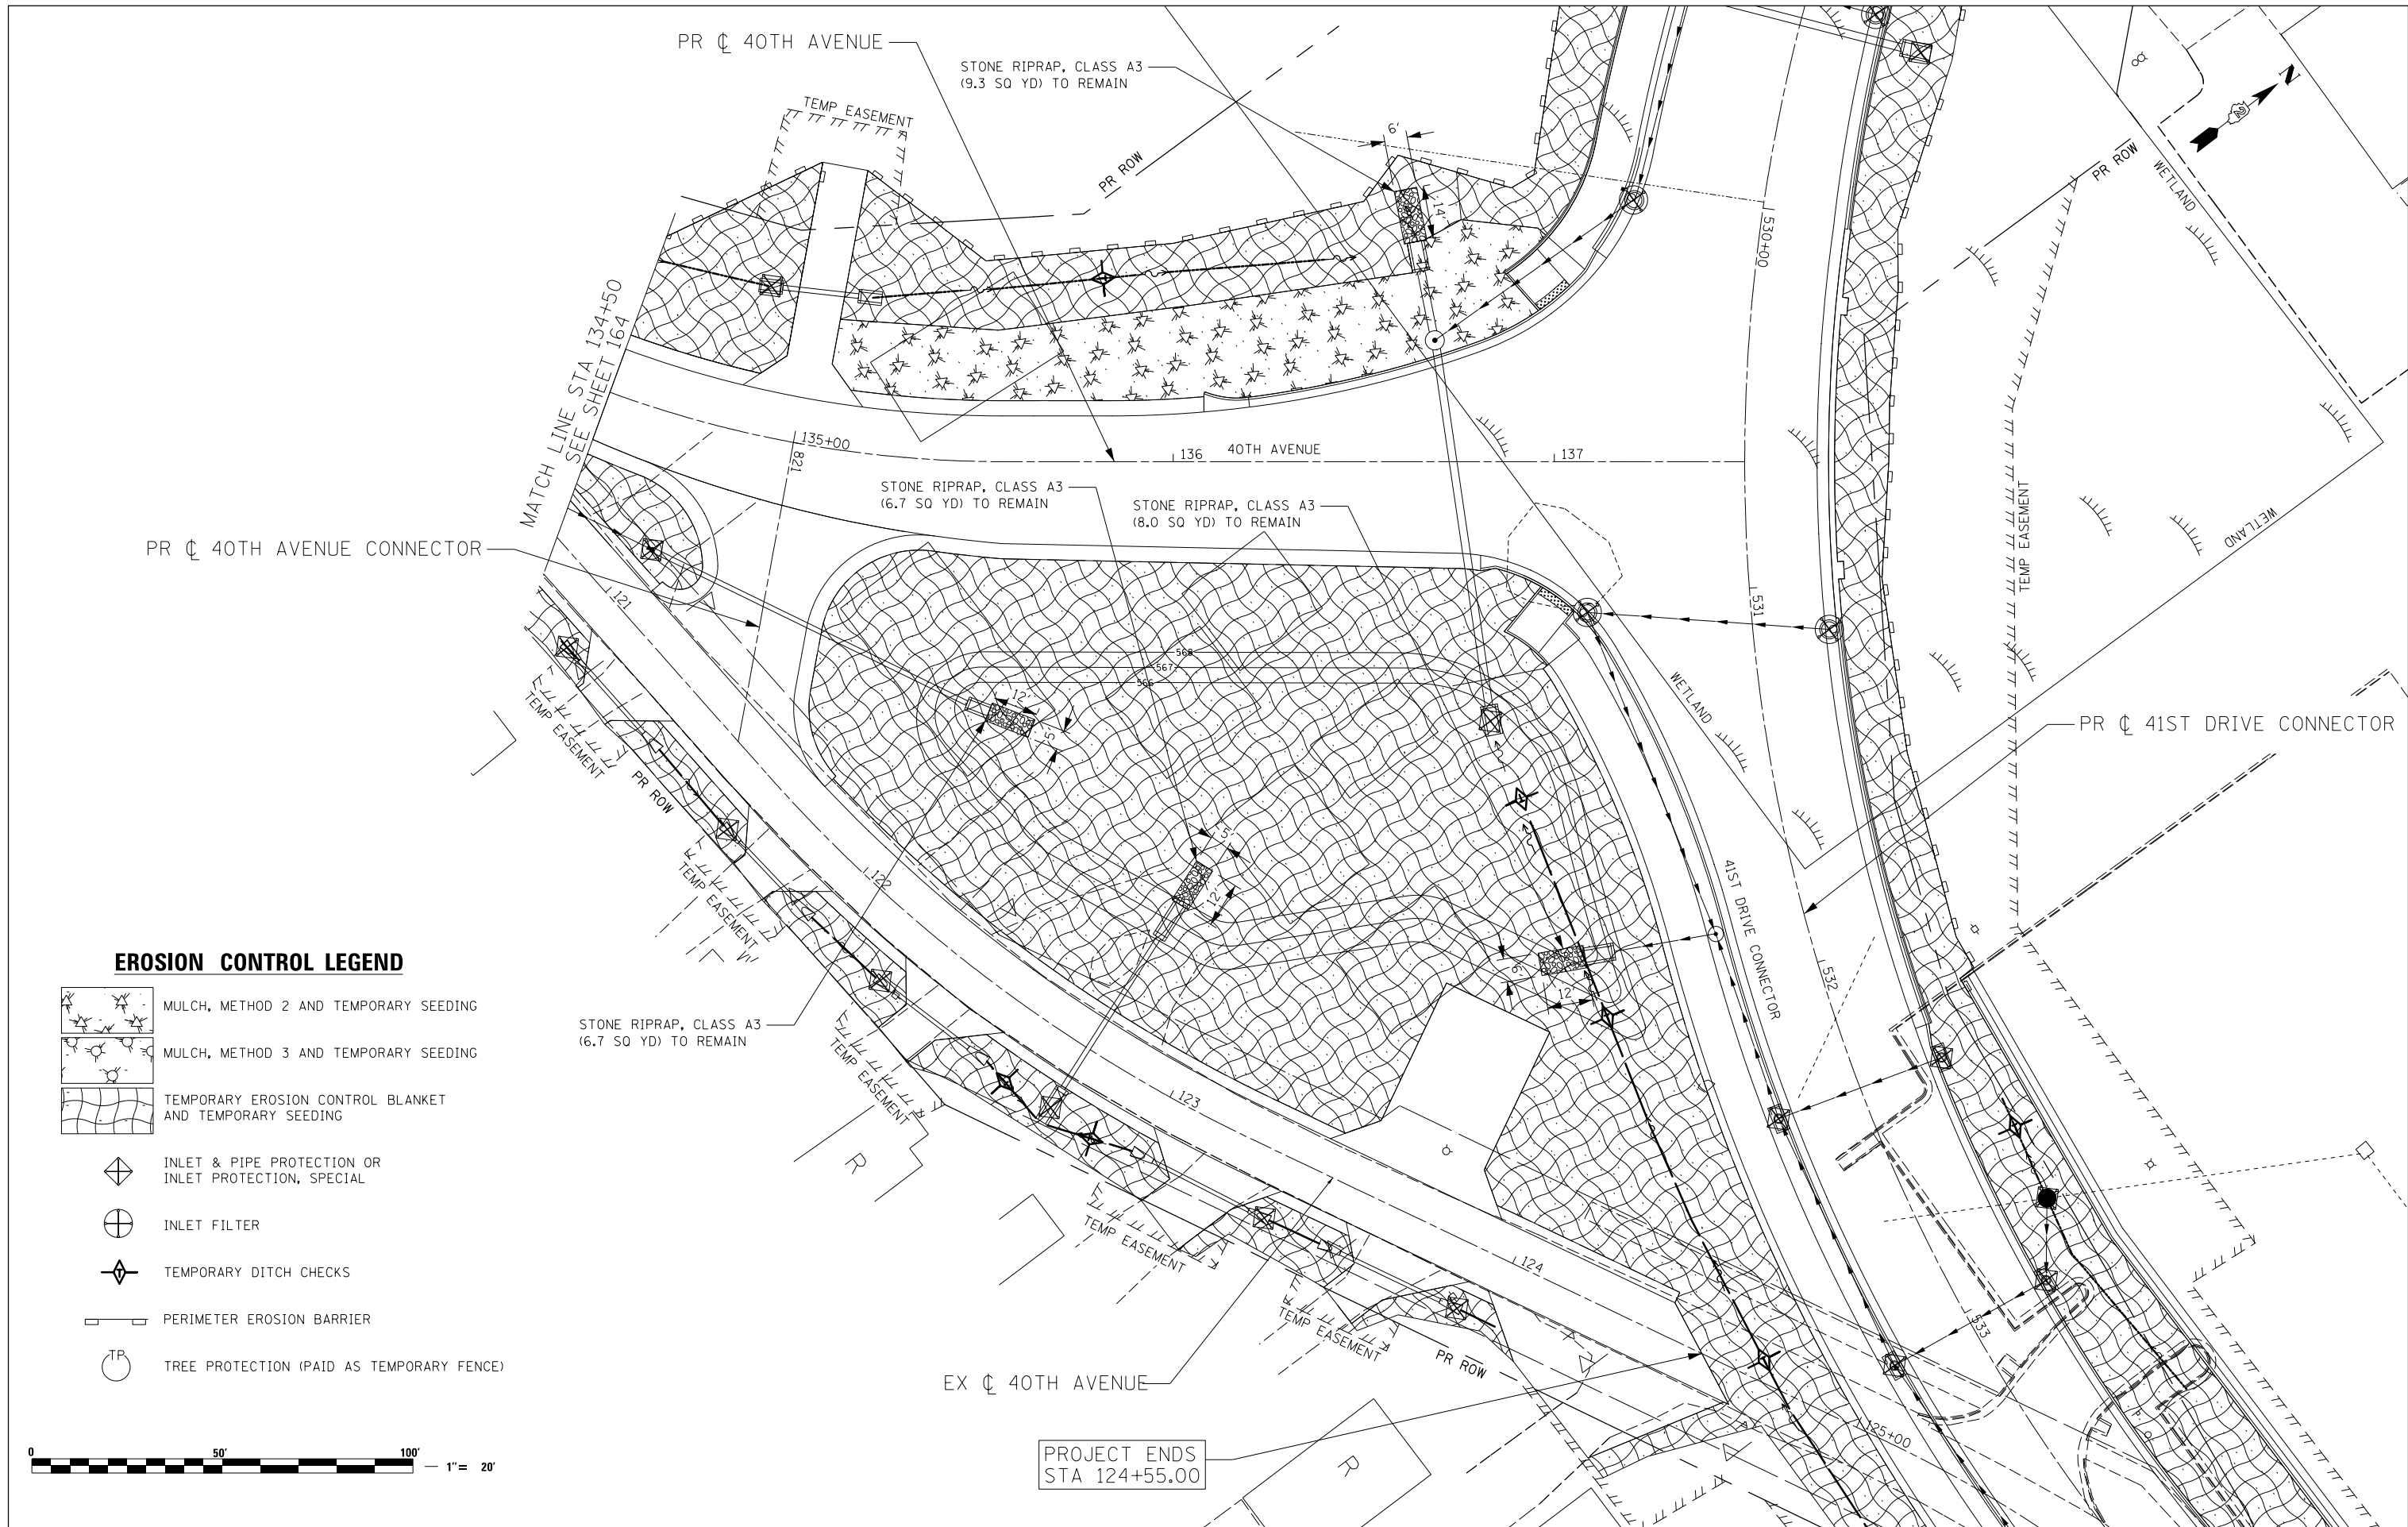 PR ℄ 40TH AVENUE
STONE RIPRAP, CLASS A3
(9.3 SQ YD) TO REMAIN
TEMP EASEMENT
PR ROW
6'
14'
530+00
PR ROW
WETLAND
N
MATCH LINE STA 134+50
SEE SHEET 164
135+00
821
136
40TH AVENUE
137
STONE RIPRAP, CLASS A3
(6.7 SQ YD) TO REMAIN
STONE RIPRAP, CLASS A3
(8.0 SQ YD) TO REMAIN
TEMP EASEMENT
WETLAND
PR ℄ 40TH AVENUE CONNECTOR
121
531
568
567
566
12'
5'
WETLAND
PR ℄ 41ST DRIVE CONNECTOR
TEMP EASEMENT
PR ROW
5'
12'
122
TEMP EASEMENT
41ST DRIVE CONNECTOR
6'
12'
532
STONE RIPRAP, CLASS A3
(6.7 SQ YD) TO REMAIN
TEMP EASEMENT
123
R
TEMP EASEMENT
124
533
TEMP EASEMENT
PR ROW
EX ℄ 40TH AVENUE
125+00
PROJECT ENDS
STA 124+55.00
R
EROSION CONTROL LEGEND
MULCH, METHOD 2 AND TEMPORARY SEEDING
MULCH, METHOD 3 AND TEMPORARY SEEDING
TEMPORARY EROSION CONTROL BLANKET
AND TEMPORARY SEEDING
INLET & PIPE PROTECTION OR
INLET PROTECTION, SPECIAL
INLET FILTER
T
TEMPORARY DITCH CHECKS
PERIMETER EROSION BARRIER
TP
TREE PROTECTION (PAID AS TEMPORARY FENCE)
0 50' 100'
1"= 20'